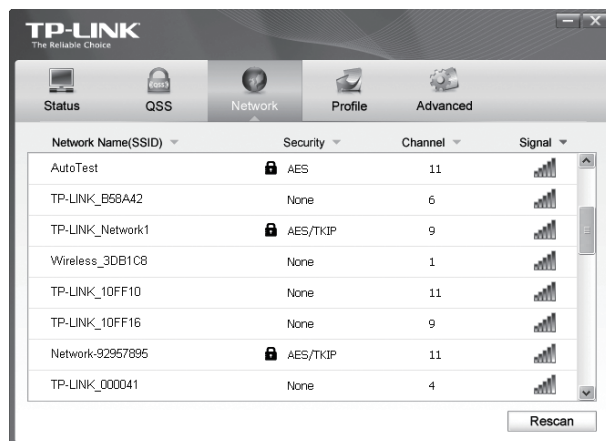 TP-LINK
The Reliable Choice
Status QSS Network Profile Advanced
Network Name(SSID) Security Channel Signal
AutoTest AES 11
TP-LINK_B58A42 None 6
TP-LINK_Network1 AES/TKIP 9
Wireless_3DB1C8 None 1
TP-LINK_10FF10 None 11
TP-LINK_10FF16 None 9
Network-92957895 AES/TKIP 11
TP-LINK_000041 None 4
Rescan